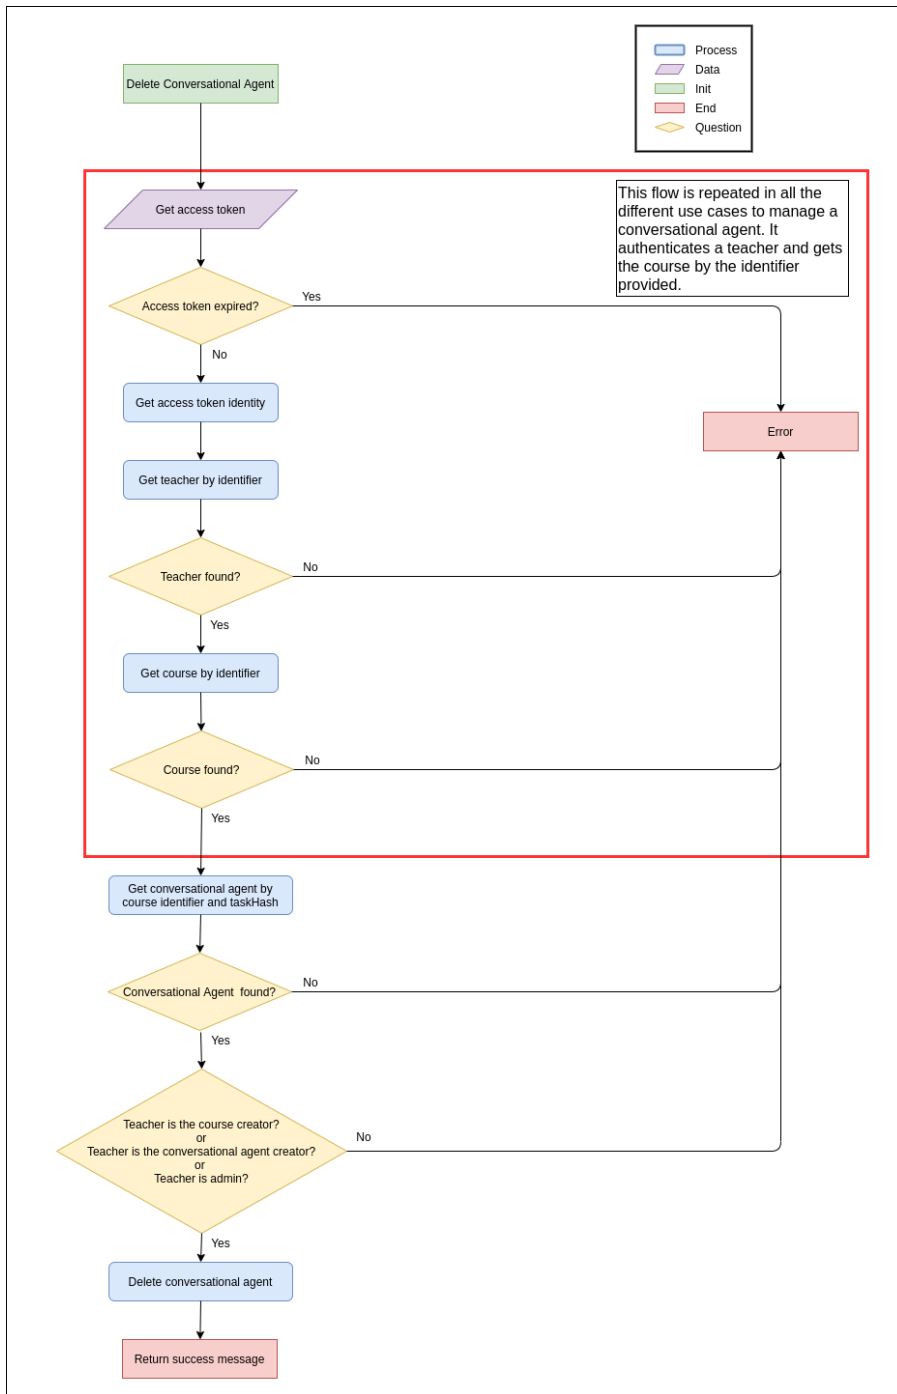 Process
Data
Init
End
Question
Delete Conversational Agent
This flow is repeated in all the
different use cases to manage a
conversational agent. It
authenticates a teacher and gets
the course by the identifier
provided.
Get access token
Access token expired?
Yes
No
Get access token identity
Error
Get teacher by identifier
Teacher found?
No
Yes
Get course by identifier
Course found?
No
Yes
Get conversational agent by
course identifier and taskHash
Conversational Agent  found?
No
Yes
Teacher is the course creator?
or
Teacher is the conversational agent creator?
or
Teacher is admin?
No
Yes
Delete conversational agent
Return success message